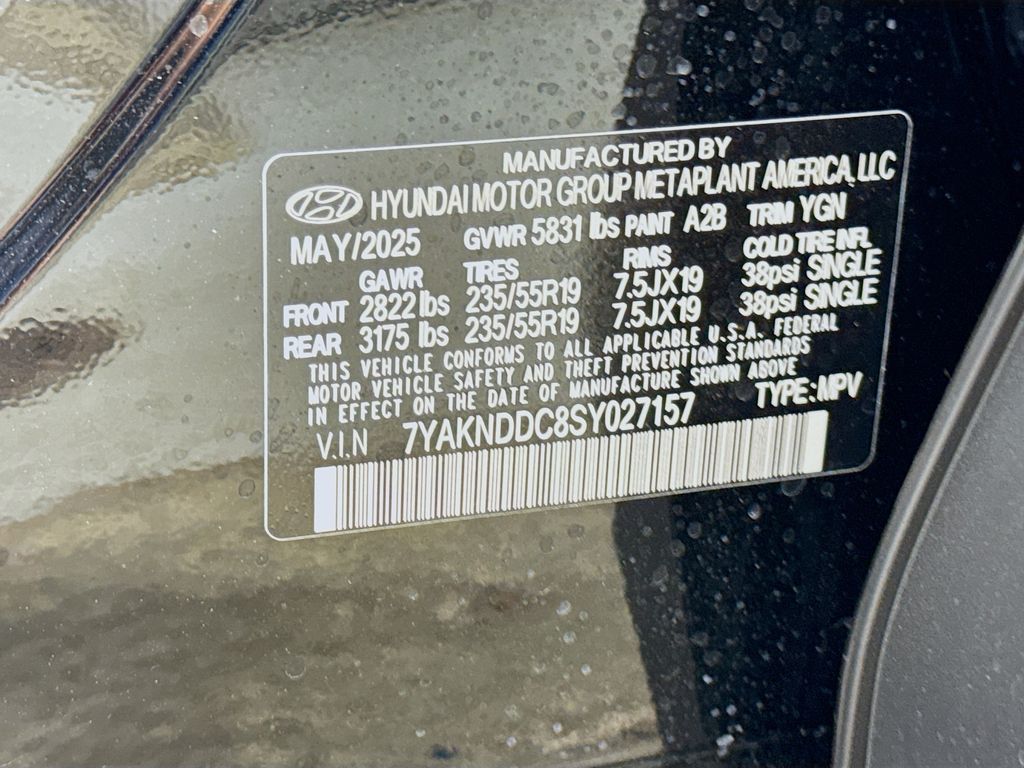 MANUFACTURED BY
HYUNDAI MOTOR GROUP METAPLANT AMERICA, LLC
MAY/2025 GVWR 5831 lbs PAINT A2B TRIM YGN
GAWR TIRES RIMS COLD TIRE INFL.
FRONT 2822 lbs 235/55R19 7.5JX19 38psi SINGLE
REAR 3175 lbs 235/55R19 7.5JX19 38psi SINGLE
THIS VEHICLE CONFORMS TO ALL APPLICABLE U.S.A. FEDERAL
MOTOR VEHICLE SAFETY AND THEFT PREVENTION STANDARDS
IN EFFECT ON THE DATE OF MANUFACTURE SHOWN ABOVE
V.I.N 7YAKNDDC8SY027157 TYPE:MPV